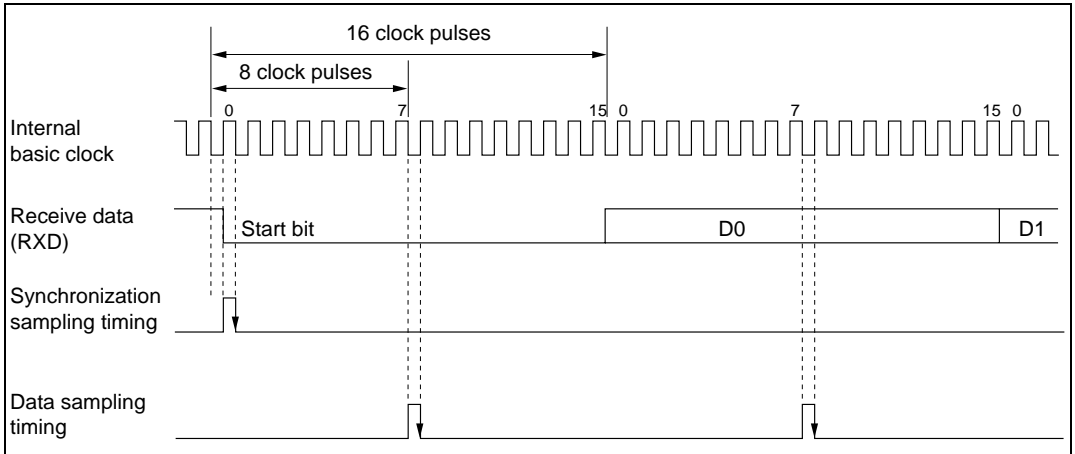 16 clock pulses
8 clock pulses
0 7 15 0 7 15 0
Internal
basic clock
Receive data
(RXD)
Start bit D0 D1
Synchronization
sampling timing
Data sampling
timing